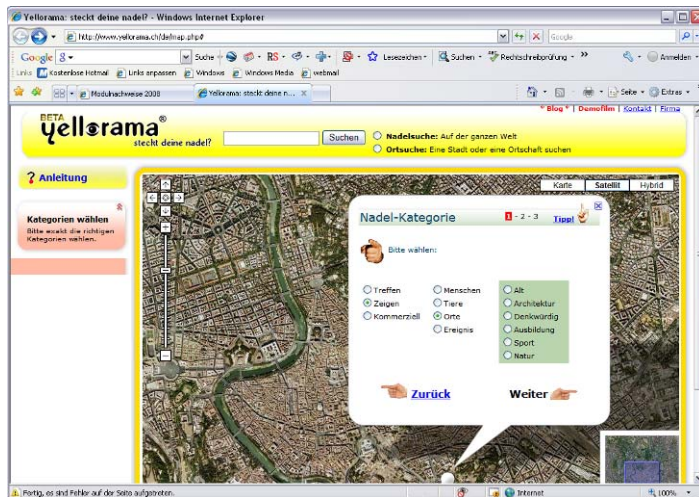 Yellorama: steckt deine nadel? - Windows Internet Explorer
http://www.yellorama.ch/de/map.php#
Google
Google
Suche
RS
Lesezeichen
Suchen
Rechtschreibprüfung
Anmelden
Links
Kostenlose Hotmail
Links anpassen
Windows
Windows Media
webmail
Modulnachweise 2008
Yellorama: steckt deine n...
Seite
Extras
* Blog * | Demofilm | Kontakt | Firma
BETA
yellorama®
steckt deine nadel?
Suchen
Nadelsuche: Auf der ganzen Welt
Ortsuche: Eine Stadt oder eine Ortschaft suchen
? Anleitung
Kategorien wählen
Bitte exakt die richtigen
Kategorien wählen.
Karte
Satellit
Hybrid
Nadel-Kategorie
1 - 2 - 3
Tipp!
Bitte wählen:
Treffen
Zeigen
Kommerziell
Menschen
Tiere
Orte
Ereignis
Alt
Architektur
Denkwürdig
Ausbildung
Sport
Natur
Zurück
Weiter
Fertig, es sind Fehler auf der Seite aufgetreten.
Internet
100%